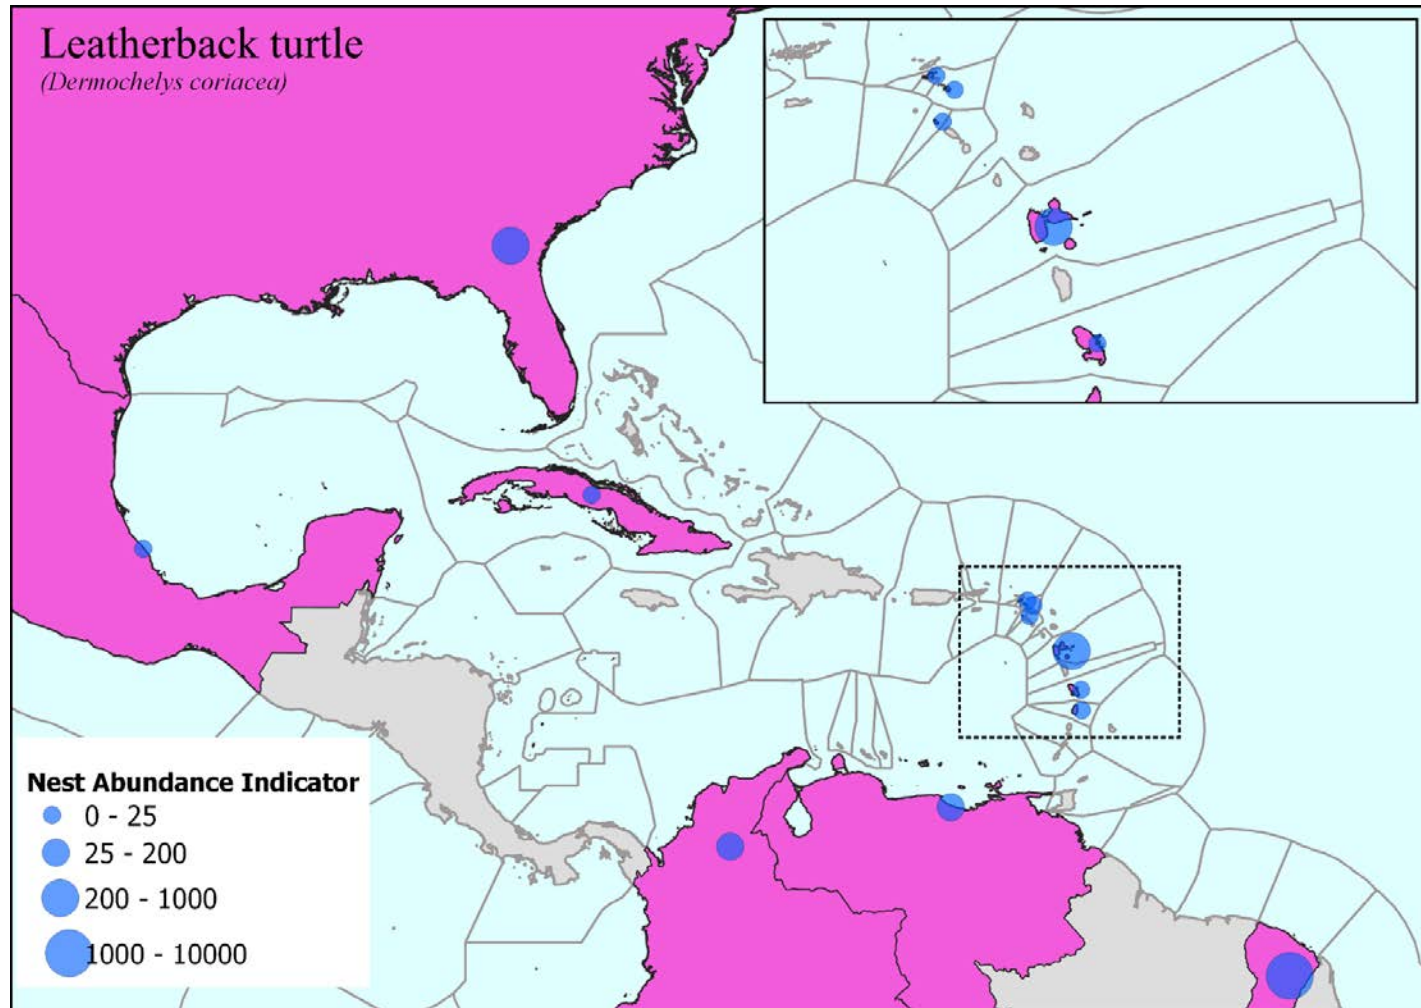 Leatherback turtle
(Dermochelys coriacea)
Nest Abundance Indicator
0 - 25
25 - 200
200 - 1000
1000 - 10000